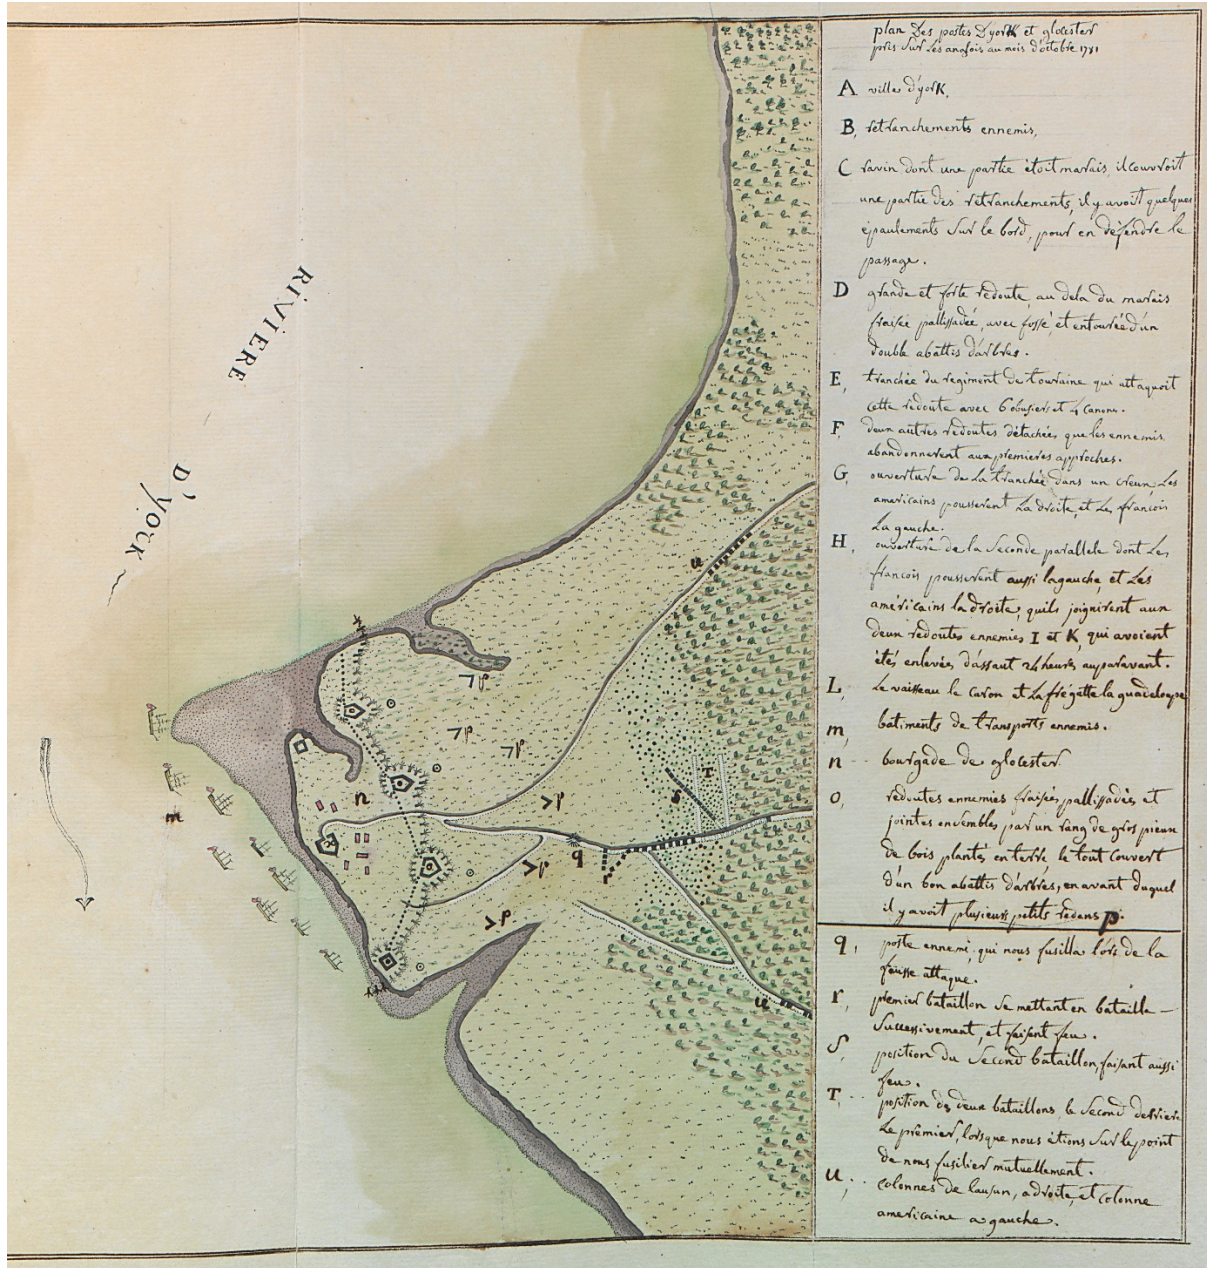 plan Des postes D'yorK et glocester
pris sur Les anglois au mois d'octobre 1781
A ville d'yorK,
B, retranchements ennemis,
C ravin dont une partie étoit marais, il couvroit
une partie des retranchements, il y avoit quelques
épaulements sur le bord, pour en défendre le
passage.
D grande et forte redoute, au dela du marais
fraisée pallissadée, avec fossé, et entourée d'un
double abattis d'arbres.
E, tranchée du regiment de touraine qui attaquoit
cette redoute avec 6 obusiers et 4 canons.
F, deux autres redoutes détachées que les ennemis
abandonnerent aux premieres approches.
G, ouverture de La tranchée dans un creux, Les
americains pousserent La droite, et Les francois
La gauche.
H, ouverture de la seconde parallele dont Les
francois pousserent aussi la gauche, et Les
américains la droite, quils joignirent aux
deux redoutes ennemies I et K, qui avoient
étés enlevées d'assaut 24 heures auparavant.
L Le vaisseau le caron et La frégatte la guadeloupe
m, batiments de transports ennemis.
n bourgade de glocester
o, redoutes ennemies fraisées pallissadées et
jointes ensembles par un rang de gros pieux
de bois plantés en terre le tout couvert
d'un bon abattis d'arbres, en avant duquel
il y avoit plusieurs petits redens p.
q, poste ennemi, qui nous fusilla lors de la
fausse attaque.
r, premier bataillon se mettant en bataille
successivement, et faisant feu.
S, position du second bataillon, faisant aussi
feu.
T, position des deux bataillons le second derriere
Le premier, lorsque nous étions sur le point
de nous fusilier mutuellement.
u, colonnes de lausun, a droite, et colonne
americaine a gauche.
RIVIERE
D'YOrK
u
p
p
p
T
S
n
p
m
q
p
r
p
u